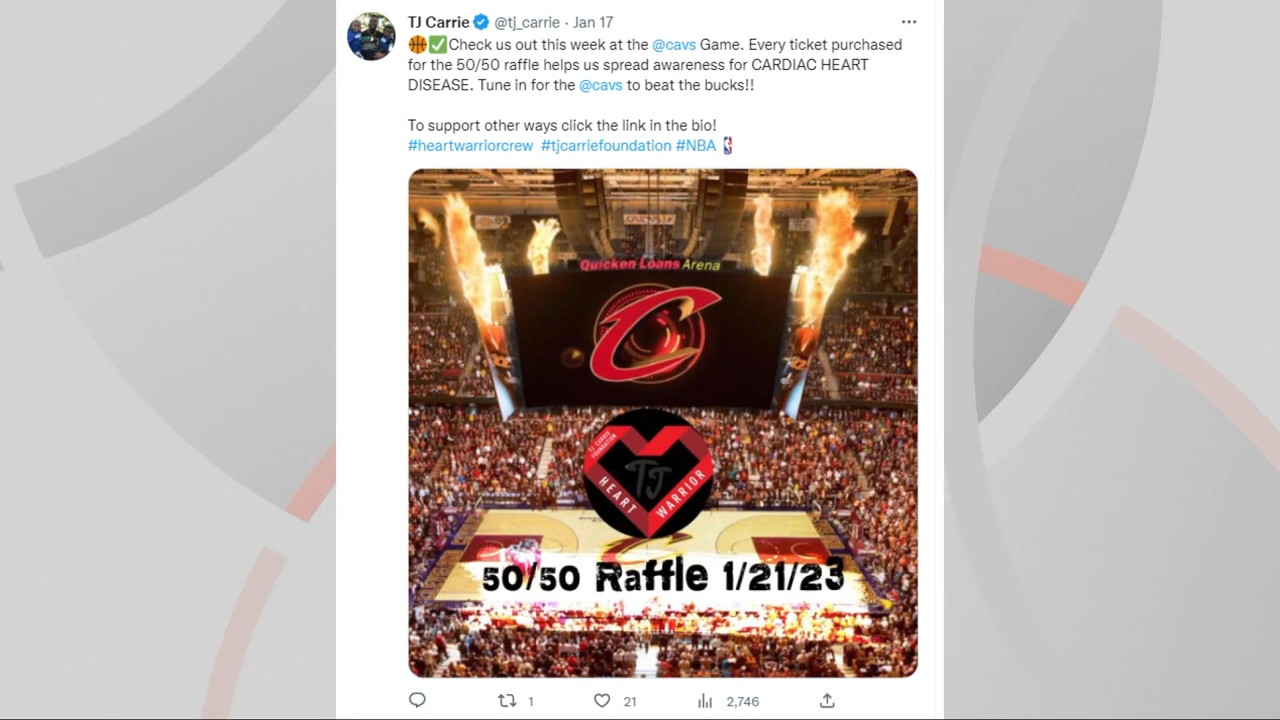 TJ Carrie @tj_carrie · Jan 17
🏀✅Check us out this week at the @cavs Game. Every ticket purchased
for the 50/50 raffle helps us spread awareness for CARDIAC HEART
DISEASE. Tune in for the @cavs to beat the bucks!!
To support other ways click the link in the bio!
#heartwarriorcrew #tjcarriefoundation #NBA
Quicken Loans Arena
C
TJ CARRIE
FOUNDATION
TJ
HEART WARRIOR
50/50 Raffle 1/21/23
1 21 2,746